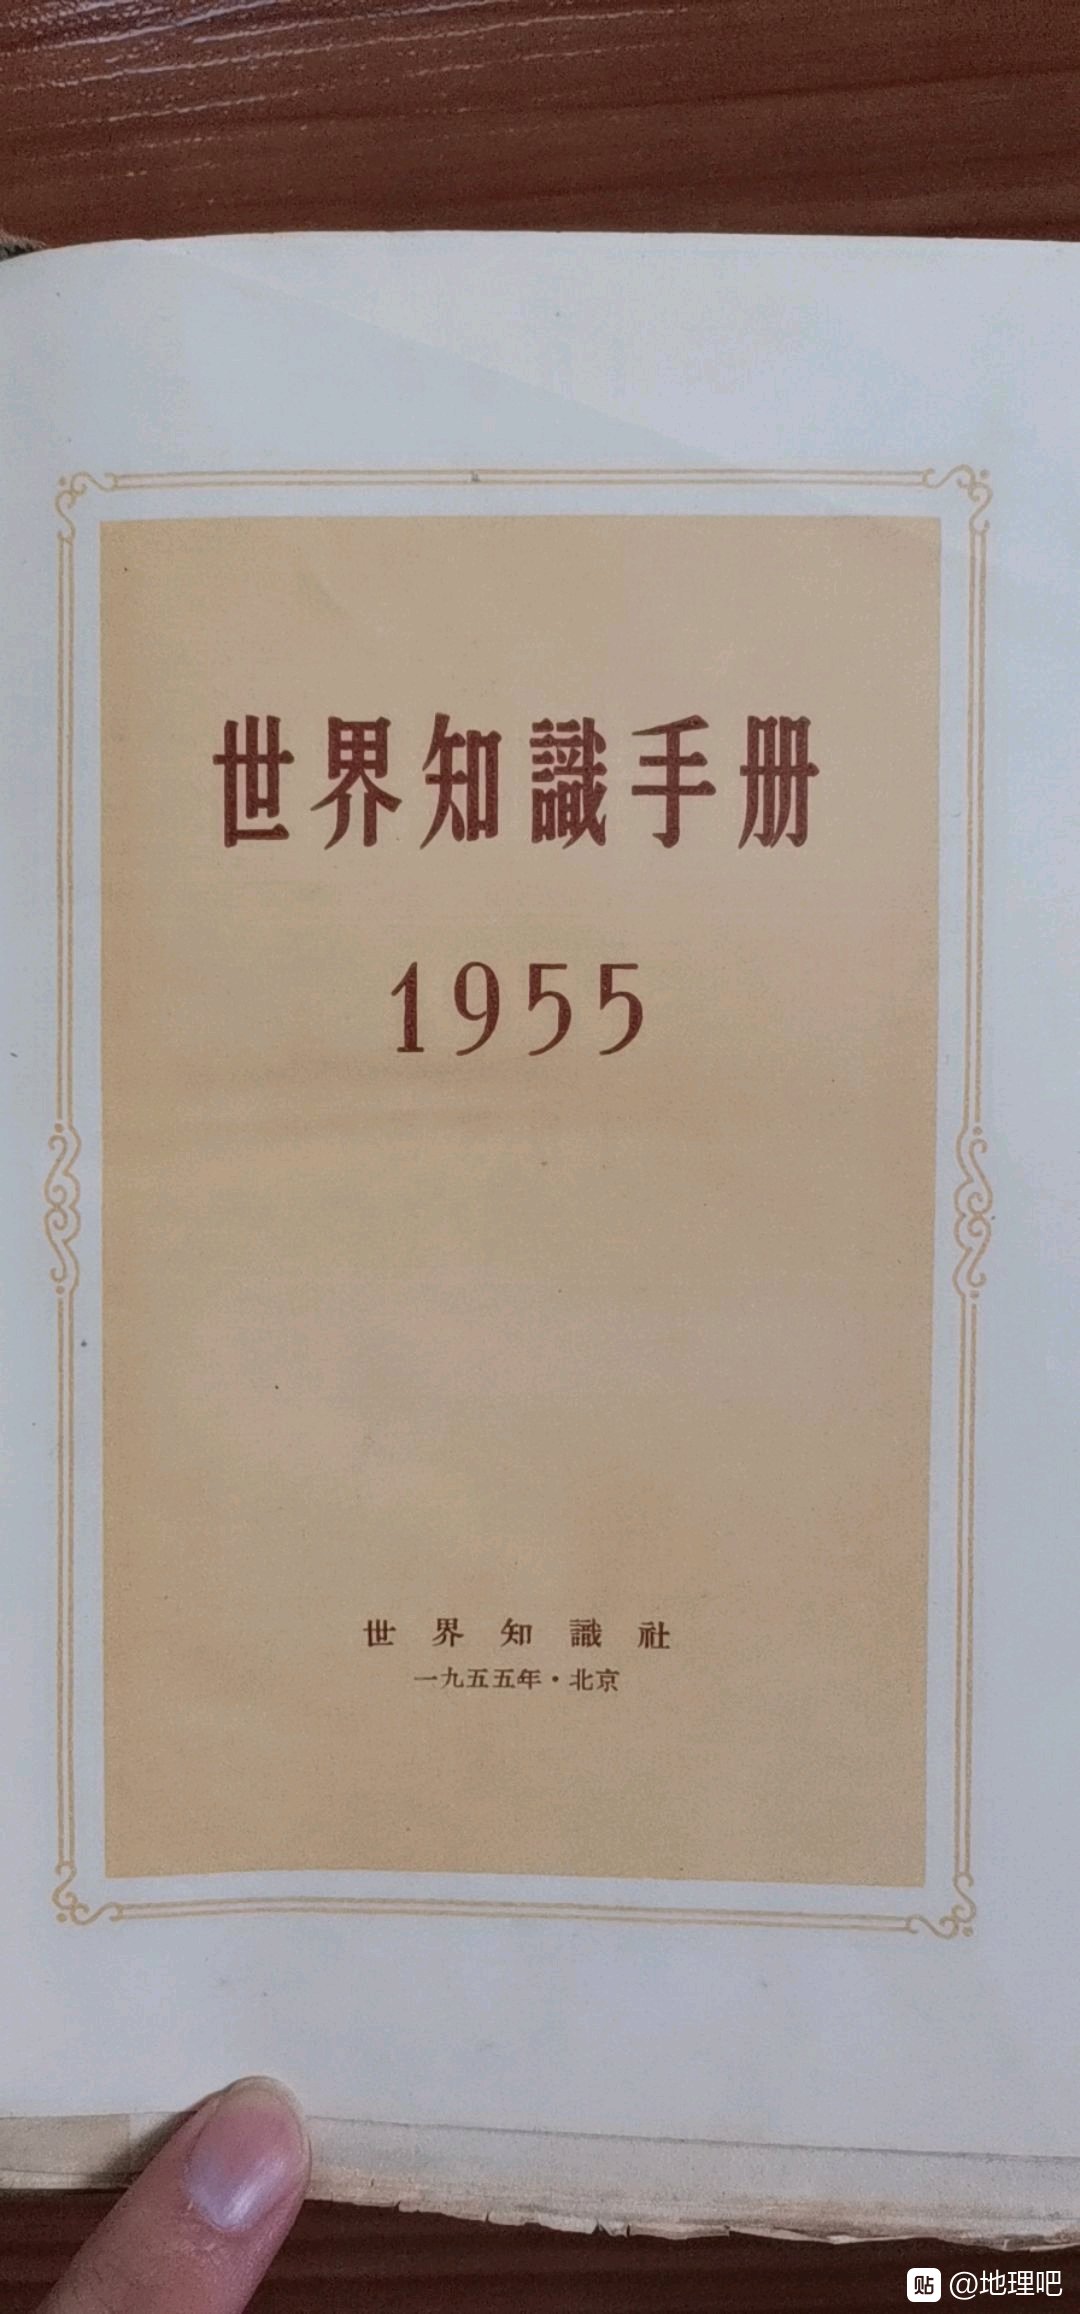 世界知識手册
1955
世界知識社
一九五五年·北京
贴 @地理吧